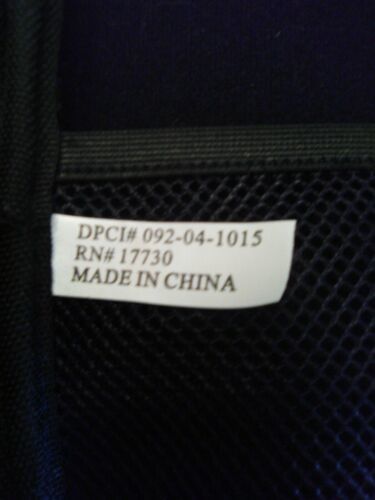 DPCI# 092-04-1015
RN# 17730
MADE IN CHINA